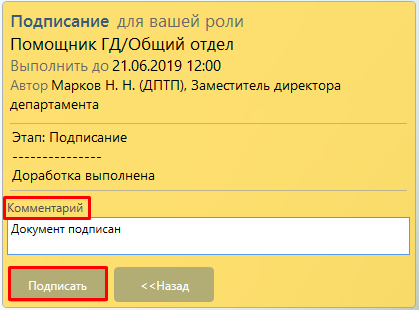 Подписание для вашей роли
Помощник ГД/Общий отдел
Выполнить до 21.06.2019 12:00
Автор Марков Н. Н. (ДПТП), Заместитель директора
департамента
Этап: Подписание
---------------
Доработка выполнена
Комментарий
Документ подписан
Подписать <<Назад